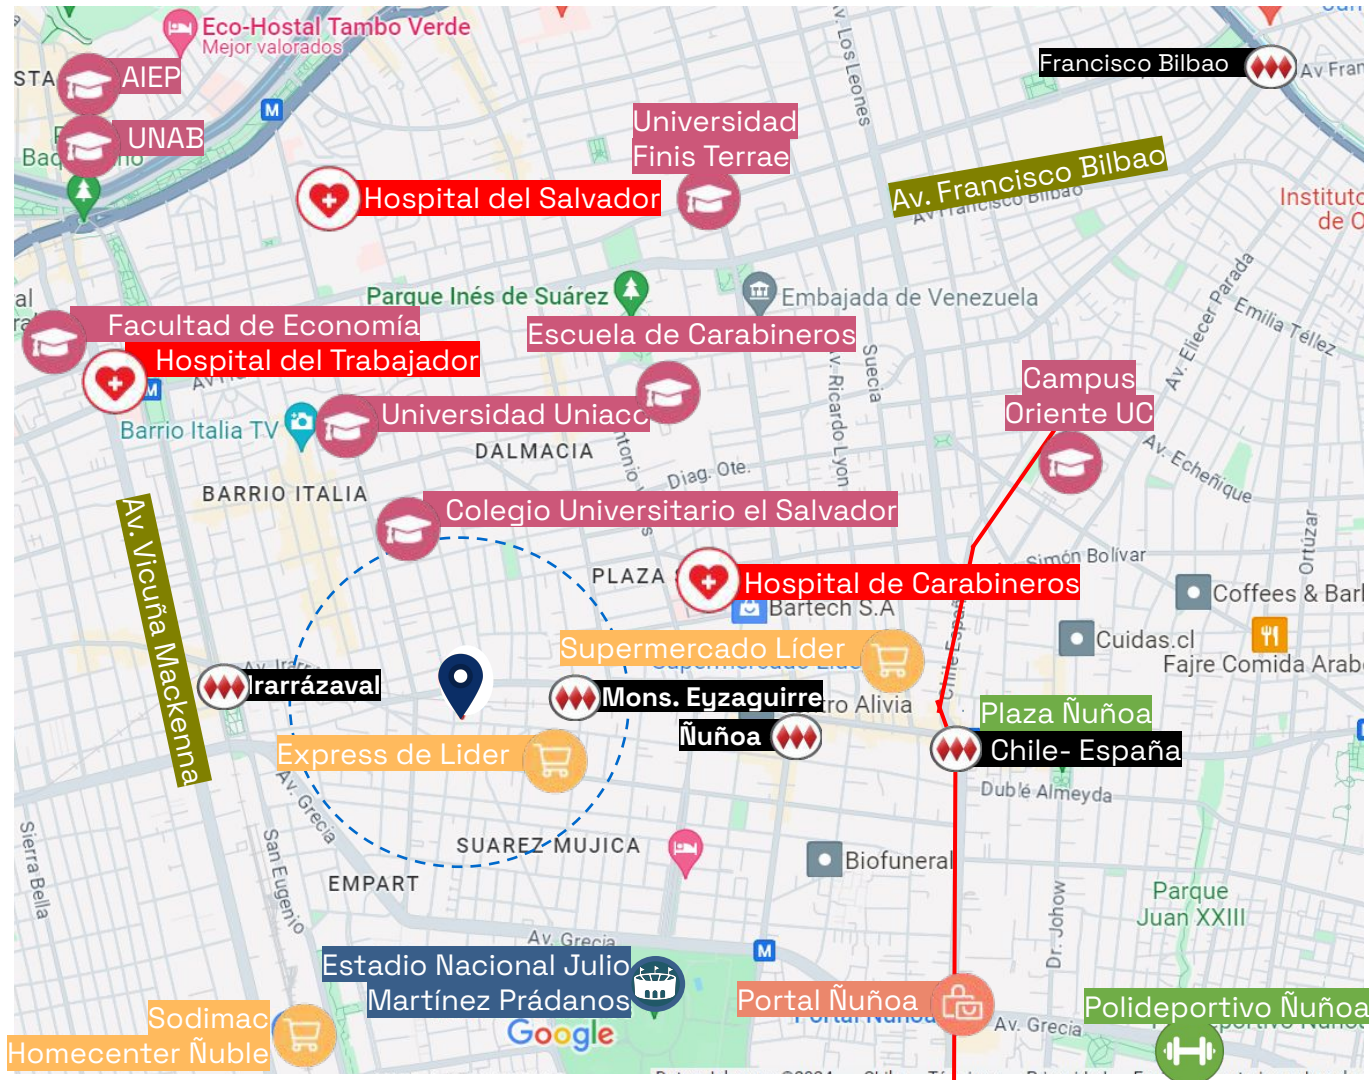 Eco-Hostal Tambo Verde
Mejor valorados
AIEP
UNAB
M
Francisco Bilbao
Av. Los Leones
Universidad
Finis Terrae
Av. Francisco Bilbao
Av Francisco Bilbao
Hospital del Salvador
Instituto
Parque Inés de Suárez
Embajada de Venezuela
Av. Eliecer Parada
Emilia Téllez
Facultad de Economía
Escuela de Carabineros
Hospital del Trabajador
M
Suecia
Av. Ricardo Lyon
Campus
Oriente UC
Barrio Italia TV
Universidad Uniacc
DALMACIA
Diag. Ote.
Av. Echeñique
BARRIO ITALIA
Colegio Universitario el Salvador
Ortúzar
Av. Vicuña Mackenna
Simón Bolívar
PLAZA
Hospital de Carabineros
Coffees & Barl
Bartech S.A
Supermercado Líder
Cuidas.cl
Fajre Comida Arab
Irarrázaval
Mons. Eyzaguirre
tro Alivia
Plaza Ñuñoa
Ñuñoa
Chile- España
Express de Lider
Dublé Almeyda
Av. Grecia
Sierra Bella
San Eugenio
SUAREZ MUJICA
Biofuneral
EMPART
Parque
Juan XXIII
Dr. Johow
Av. Grecia
M
Estadio Nacional Julio
Martínez Prádanos
Portal Ñuñoa
Polideportivo Ñuñoa
Sodimac
Homecenter Ñuble
Google
Av. Grecia